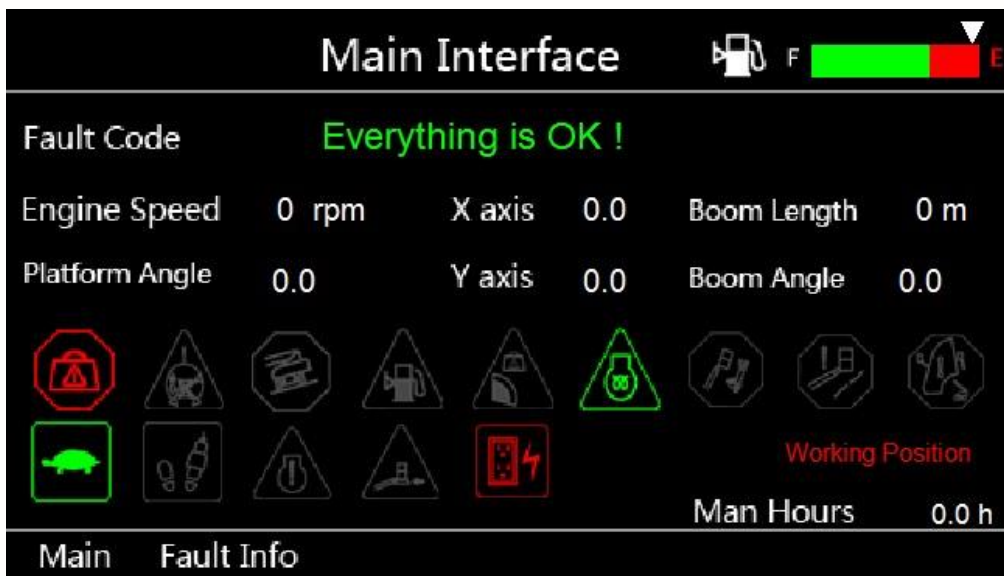 Main Interface F E
Fault Code Everything is OK !
Engine Speed 0 rpm X axis 0.0 Boom Length 0 m
Platform Angle 0.0 Y axis 0.0 Boom Angle 0.0
Working Position
Man Hours 0.0 h
Main Fault Info